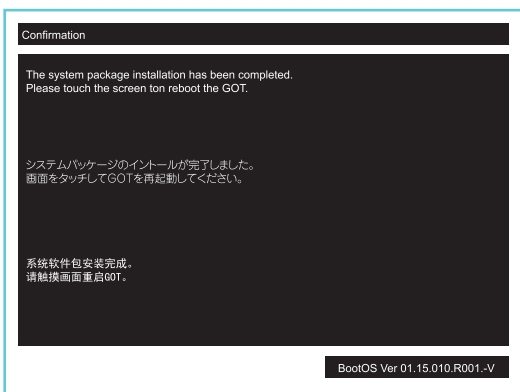 Confirmation
The system package installation has been completed.
Please touch the screen ton reboot the GOT.
システムパッケージのイントールが完了しました。
画面をタッチしてGOTを再起動してください。
系统软件包安装完成。
请触摸画面重启GOT。
BootOS Ver 01.15.010.R001.-V